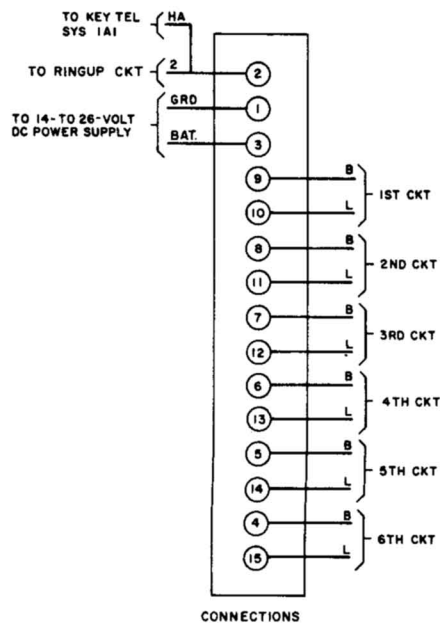 TO KEY TEL HA
SYS 1A1
TO RINGUP CKT 2
2
GRD
1
TO 14-TO 26-VOLT
DC POWER SUPPLY
BAT.
3
9 B
1ST CKT
10 L
8 B
2ND CKT
11 L
7 B
3RD CKT
12 L
6 B
4TH CKT
13 L
5 B
5TH CKT
14 L
4 B
6TH CKT
15 L
CONNECTIONS